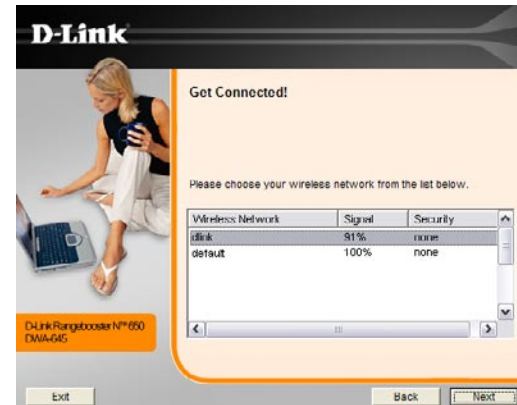 D-Link
Get Connected!
Please choose your wireless network from the list below.
Wireless Network Signal Security
dlink 91% none
default 100% none
D-Link Rangebooster N™ 650
DWA-645
Exit Back Next